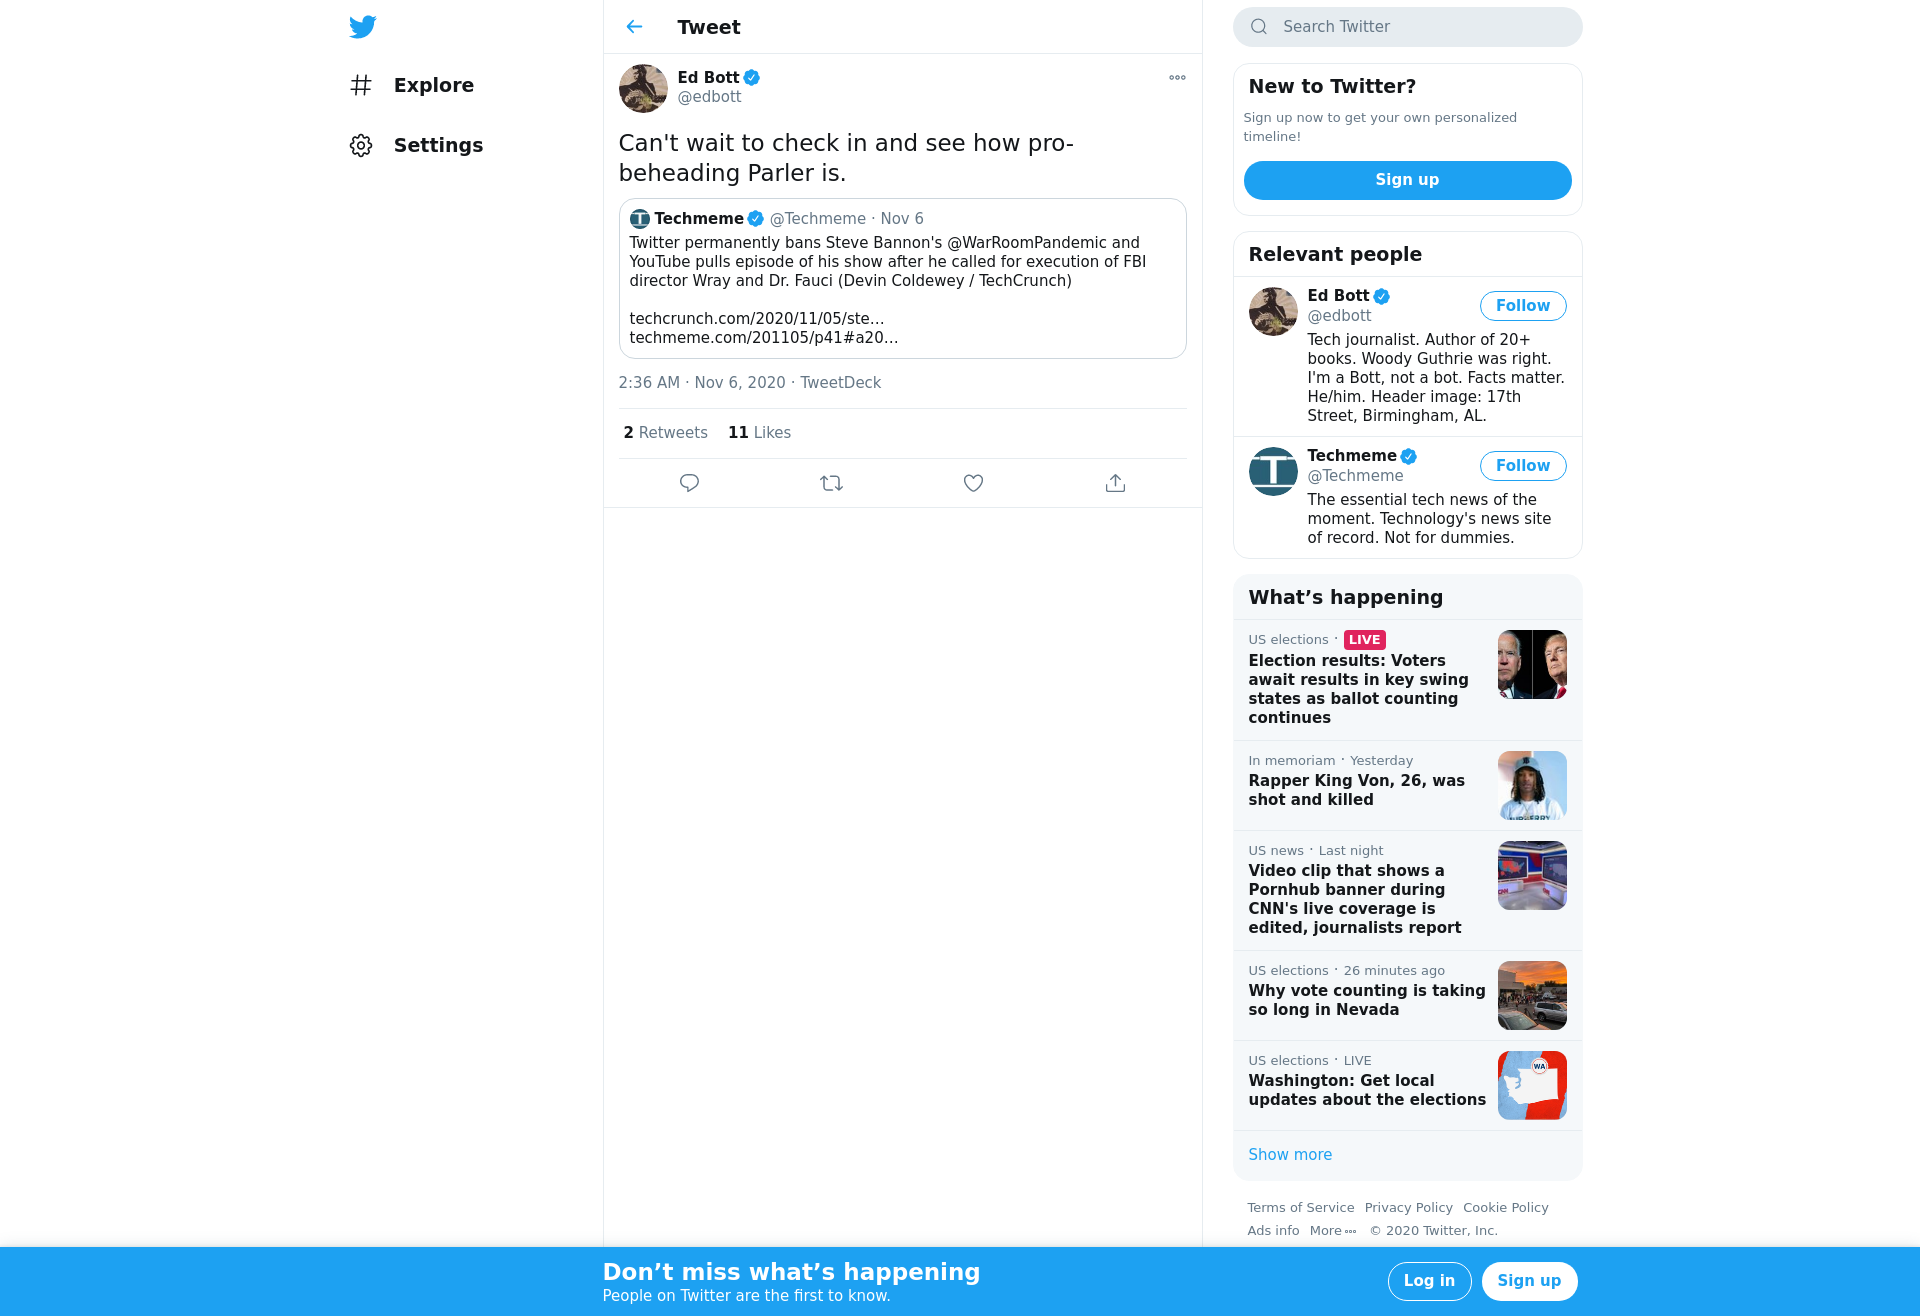 Explore
Settings
Tweet
Ed Bott
@edbott
Can't wait to check in and see how pro-
beheading Parler is.
Techmeme @Techmeme · Nov 6
Twitter permanently bans Steve Bannon's @WarRoomPandemic and
YouTube pulls episode of his show after he called for execution of FBI
director Wray and Dr. Fauci (Devin Coldewey / TechCrunch)
techcrunch.com/2020/11/05/ste…
techmeme.com/201105/p41#a20…
2:36 AM · Nov 6, 2020 · TweetDeck
2 Retweets 11 Likes
Search Twitter
New to Twitter?
Sign up now to get your own personalized
timeline!
Sign up
Relevant people
Ed Bott
@edbott
Follow
Tech journalist. Author of 20+
books. Woody Guthrie was right.
I'm a Bott, not a bot. Facts matter.
He/him. Header image: 17th
Street, Birmingham, AL.
Techmeme
@Techmeme
Follow
The essential tech news of the
moment. Technology's news site
of record. Not for dummies.
What’s happening
US elections · LIVE
Election results: Voters
await results in key swing
states as ballot counting
continues
In memoriam · Yesterday
Rapper King Von, 26, was
shot and killed
US news · Last night
Video clip that shows a
Pornhub banner during
CNN's live coverage is
edited, journalists report
US elections · 26 minutes ago
Why vote counting is taking
so long in Nevada
US elections · LIVE
Washington: Get local
updates about the elections
WA
Show more
Terms of Service Privacy Policy Cookie Policy
Ads info More © 2020 Twitter, Inc.
Don’t miss what’s happening
People on Twitter are the first to know.
Log in
Sign up